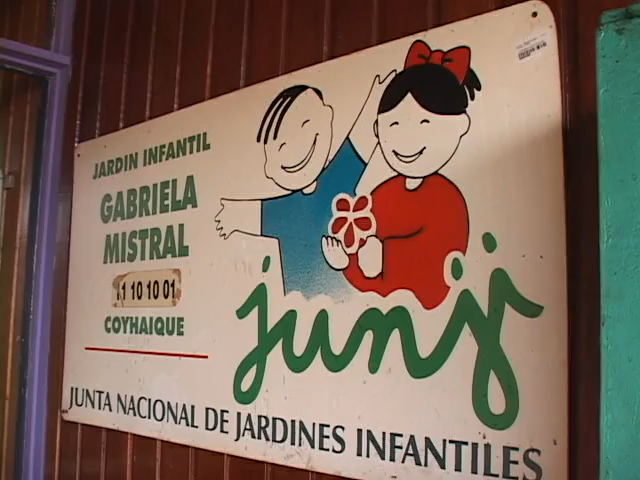 JARDIN INFANTIL
GABRIELA
MISTRAL
11 10 10 01
COYHAIQUE
junji
JUNTA NACIONAL DE JARDINES INFANTILES